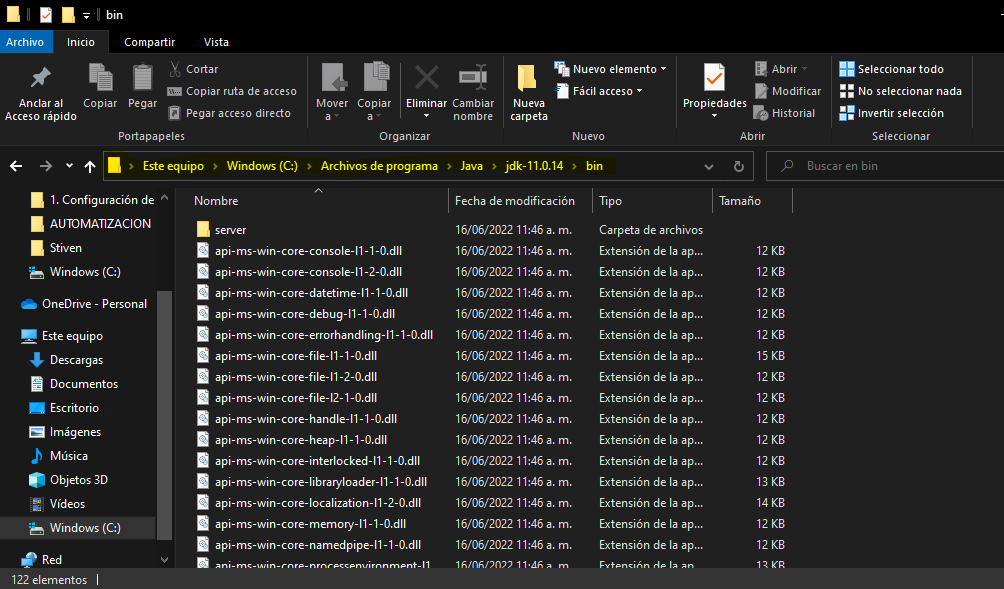 bin
Archivo Inicio Compartir Vista
Anclar al Acceso rápido
Copiar
Pegar
Cortar
Copiar ruta de acceso
Pegar acceso directo
Portapapeles
Mover a
Copiar a
Eliminar
Cambiar nombre
Organizar
Nueva carpeta
Nuevo elemento
Fácil acceso
Nuevo
Propiedades
Abrir
Modificar
Historial
Abrir
Seleccionar todo
No seleccionar nada
Invertir selección
Seleccionar
Este equipo › Windows (C:) › Archivos de programa › Java › jdk-11.0.14 › bin
Buscar en bin
1. Configuración de
AUTOMATIZACION
Stiven
Windows (C:)
OneDrive - Personal
Este equipo
Descargas
Documentos
Escritorio
Imágenes
Música
Objetos 3D
Vídeos
Windows (C:)
Red
Nombre Fecha de modificación Tipo Tamaño
server 16/06/2022 11:46 a. m. Carpeta de archivos
api-ms-win-core-console-l1-1-0.dll 16/06/2022 11:46 a. m. Extensión de la ap... 12 KB
api-ms-win-core-console-l1-2-0.dll 16/06/2022 11:46 a. m. Extensión de la ap... 12 KB
api-ms-win-core-datetime-l1-1-0.dll 16/06/2022 11:46 a. m. Extensión de la ap... 12 KB
api-ms-win-core-debug-l1-1-0.dll 16/06/2022 11:46 a. m. Extensión de la ap... 12 KB
api-ms-win-core-errorhandling-l1-1-0.dll 16/06/2022 11:46 a. m. Extensión de la ap... 12 KB
api-ms-win-core-file-l1-1-0.dll 16/06/2022 11:46 a. m. Extensión de la ap... 15 KB
api-ms-win-core-file-l1-2-0.dll 16/06/2022 11:46 a. m. Extensión de la ap... 12 KB
api-ms-win-core-file-l2-1-0.dll 16/06/2022 11:46 a. m. Extensión de la ap... 12 KB
api-ms-win-core-handle-l1-1-0.dll 16/06/2022 11:46 a. m. Extensión de la ap... 12 KB
api-ms-win-core-heap-l1-1-0.dll 16/06/2022 11:46 a. m. Extensión de la ap... 12 KB
api-ms-win-core-interlocked-l1-1-0.dll 16/06/2022 11:46 a. m. Extensión de la ap... 12 KB
api-ms-win-core-libraryloader-l1-1-0.dll 16/06/2022 11:46 a. m. Extensión de la ap... 13 KB
api-ms-win-core-localization-l1-2-0.dll 16/06/2022 11:46 a. m. Extensión de la ap... 14 KB
api-ms-win-core-memory-l1-1-0.dll 16/06/2022 11:46 a. m. Extensión de la ap... 12 KB
api-ms-win-core-namedpipe-l1-1-0.dll 16/06/2022 11:46 a. m. Extensión de la ap... 12 KB
api-ms-win-core-processenvironment-l1 16/06/2022 11:46 a. m. Extensión de la ap 13 KB
122 elementos